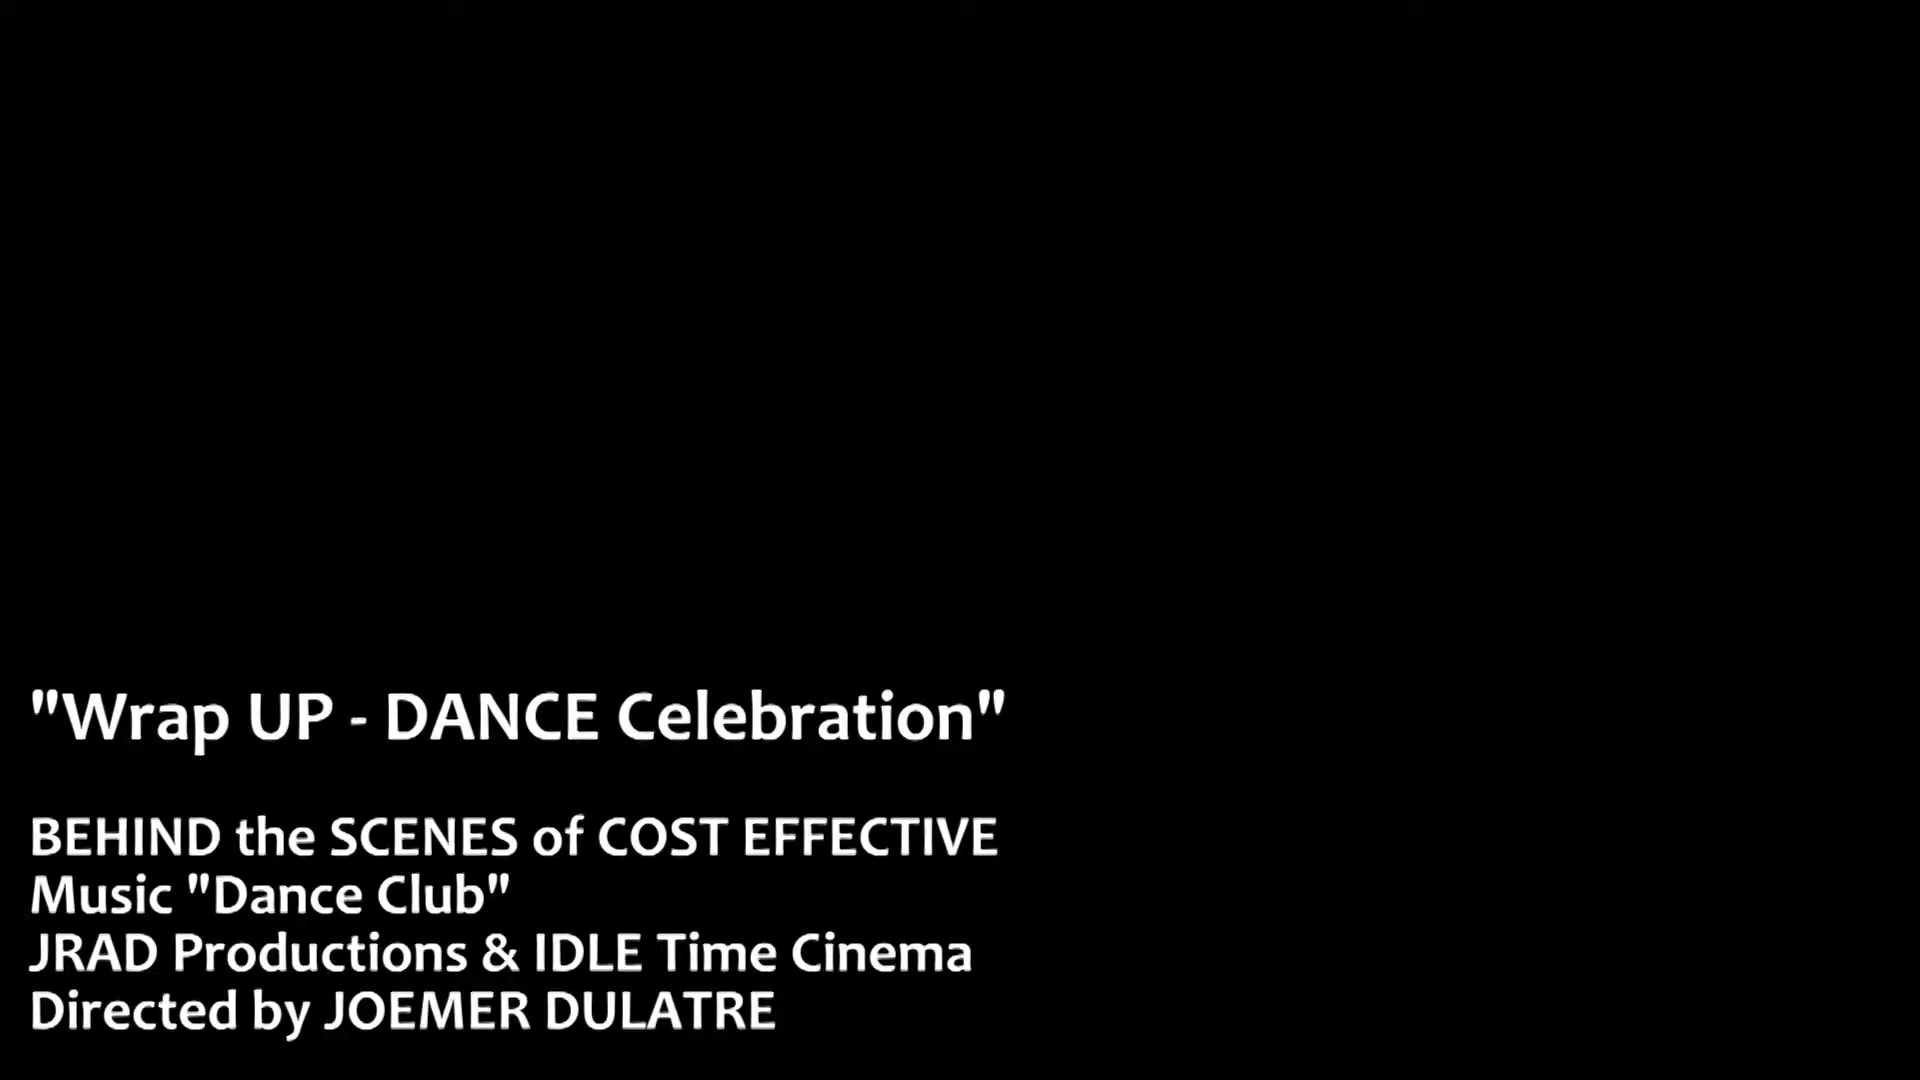 "Wrap UP - DANCE Celebration"
BEHIND the SCENES of COST EFFECTIVE
Music "Dance Club"
JRAD Productions & IDLE Time Cinema
Directed by JOEMER DULATRE